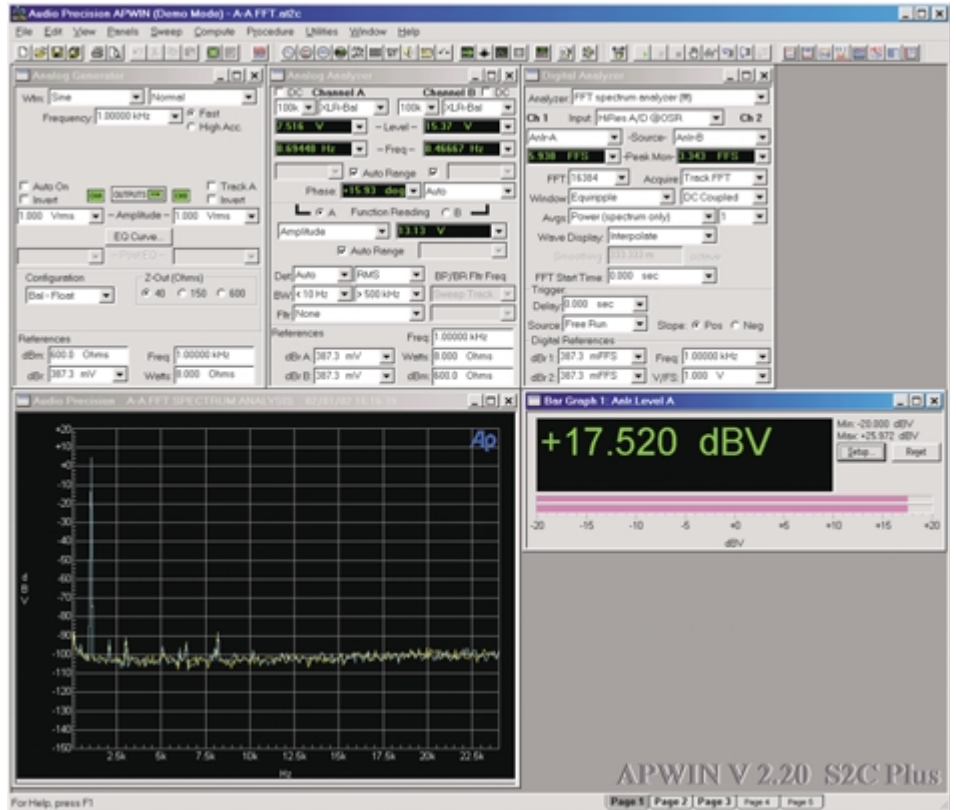 Audio Precision APWIN (Demo Mode) - A-A FFT.at2c
File Edit View Panels Sweep Compute Procedure Utilities Window Help
Analog Generator
Wfm: Sine Normal
Frequency: 1.00000 kHz Fast
High Acc.
Auto On
Invert
OUTPUTS
Track A
Invert
1.000 Vrms - Amplitude - 1.000 Vrms
EQ Curve...
- Post EQ -
Configuration
Bal - Float
Z-Out (Ohms)
40 150 600
References
dBm: 600.0 Ohms Freq: 1.00000 kHz
dBr: 387.3 mV Watts: 8.000 Ohms
Analog Analyzer
DC Channel A Channel B DC
100k XLR-Bal 100k XLR-Bal
7.516 V - Level - 15.37 V
8.69448 Hz - Freq - 8.46667 Hz
Auto Range
Phase: +15.93 deg Auto
A Function Reading B
Amplitude 13.13 V
Auto Range
Det: Auto RMS BP/BR Fltr Freq
BW: < 10 Hz > 500 kHz Sweep Track
Fltr: None
References Freq: 1.00000 kHz
dBr A: 387.3 mV Watts: 8.000 Ohms
dBr B: 387.3 mV dBm: 600.0 Ohms
Digital Analyzer
Analyzer: FFT spectrum analyzer (fft)
Ch 1 Input: HiRes A/D @OSR Ch 2
Anlr-A -Source- Anlr-B
5.938 FFS -Peak Mon- 3.343 FFS
FFT: 16384 Acquire: Track FFT
Window: Equiripple DC Coupled
Avgs: Power (spectrum only) 1
Wave Display: Interpolate
Smoothing: 333.333 m octave
FFT Start Time: 0.000 sec
Trigger:
Delay: 0.000 sec
Source: Free Run Slope: Pos Neg
Digital References
dBr 1: 387.3 mFFS Freq: 1.00000 kHz
dBr 2: 387.3 mFFS V/FS: 1.000 V
Audio Precision A-A FFT SPECTRUM ANALYSIS
Ap
+20
+10
+0
-10
-20
-30
-40
-50
-60
-70
-80
-90
-100
-110
-120
-130
-140
-150
dBV
2.5k 5k 7.5k 10k 12.5k 15k 17.5k 20k 22.5k
Hz
Bar Graph 1: Anlr.Level A
+17.520 dBV
Min: -20.000 dBV
Max: +25.972 dBV
Setup... Reset
-20 -15 -10 -5 +0 +5 +10 +15 +20
dBV
APWIN V 2.20 S2C Plus
For Help, press F1
Page 1 Page 2 Page 3 Page 4 Page 5